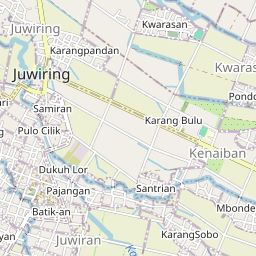 Juwiring
Kwarasan
Karangpandan
Juwiring
Kwaras
Pondo
Samiran
Karang Bulu
Pulo Cilik
Kenaiban
Dukuh Lor
Pajangan
Santrian
Batik-an
Mbonde
Juwiran
KarangSobo